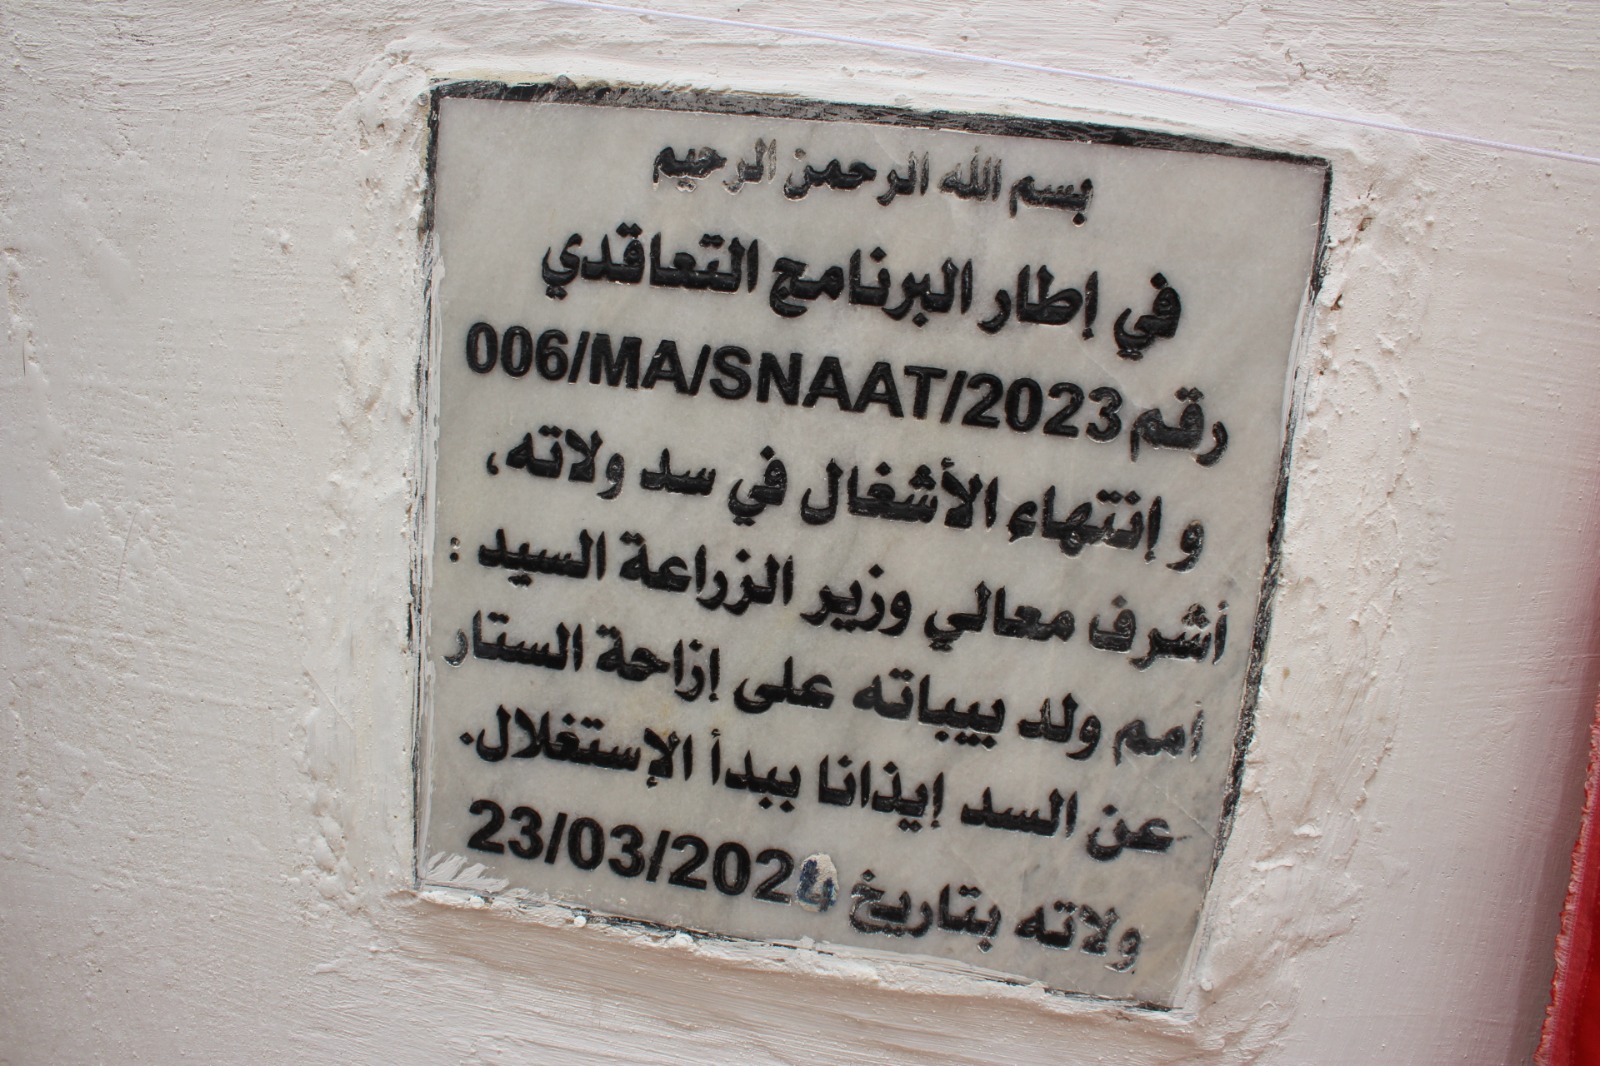 بسم الله الرحمن الرحيم
في إطار البرنامج التعاقدي
رقم 006/MA/SNAAT/2023
و إنتهاء الأشغال في سد ولاته،
أشرف معالي وزير الزراعة السيد :
امم ولد بيباته على إزاحة الستار
عن السد إيذانا ببدأ الإستغلال.
ولاته بتاريخ 23/03/2024